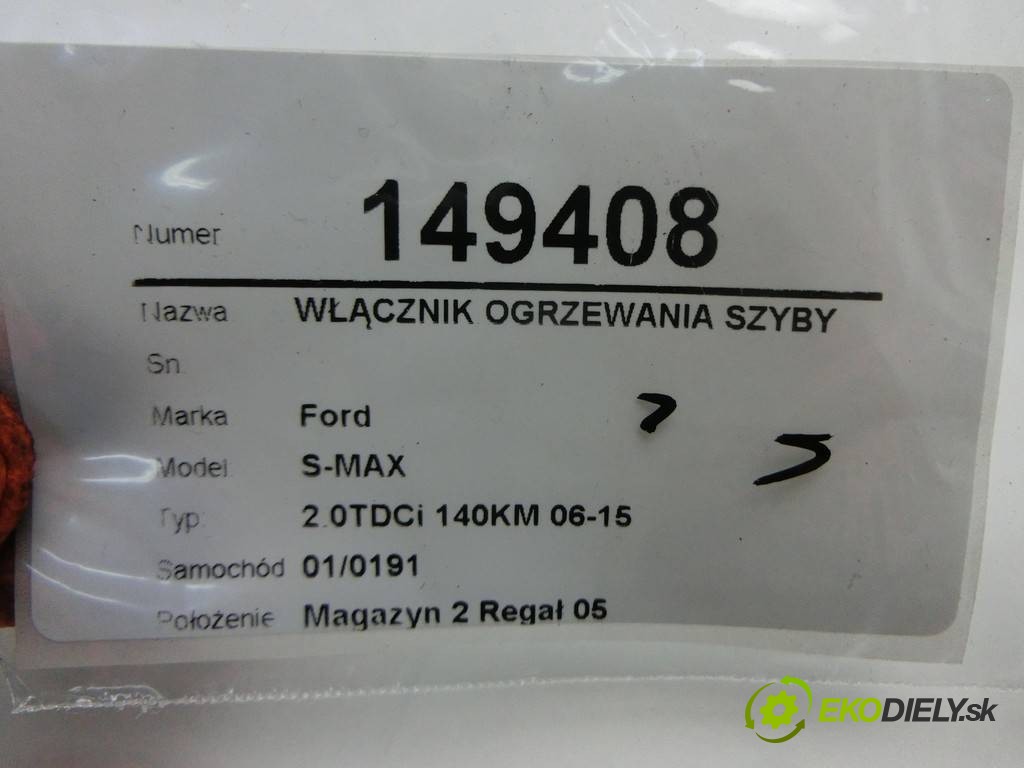 Numer 149408
Nazwa WŁĄCZNIK OGRZEWANIA SZYBY
Sn
Marka Ford
Model S-MAX
Typ 2.0TDCi 140KM 06-15
Samochód 01/0191
Położenie Magazyn 2 Regał 05
EKODIELY.sk